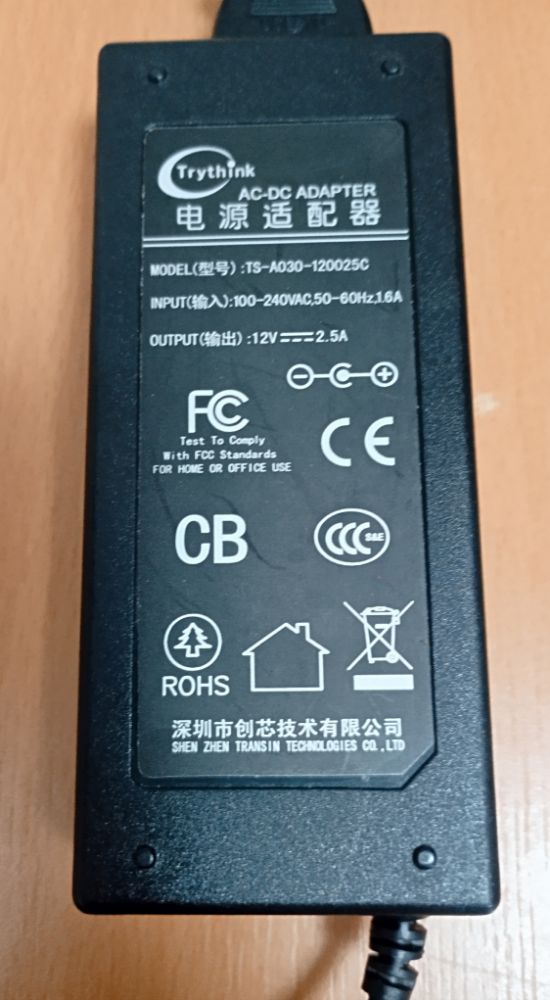 Trythink
AC-DC ADAPTER
电源适配器
MODEL(型号) :TS-A030-120025C
INPUT(输入):100-240VAC,50-60Hz,1.6A
OUTPUT(输出) :12V⎓2.5A
FC
Test To Comply
With FCC Standards
FOR HOME OR OFFICE USE
CE
CB
CCC S&E
ROHS
深圳市创芯技术有限公司
SHEN ZHEN TRANSIN TECHNOLOGIES CO.,LTD